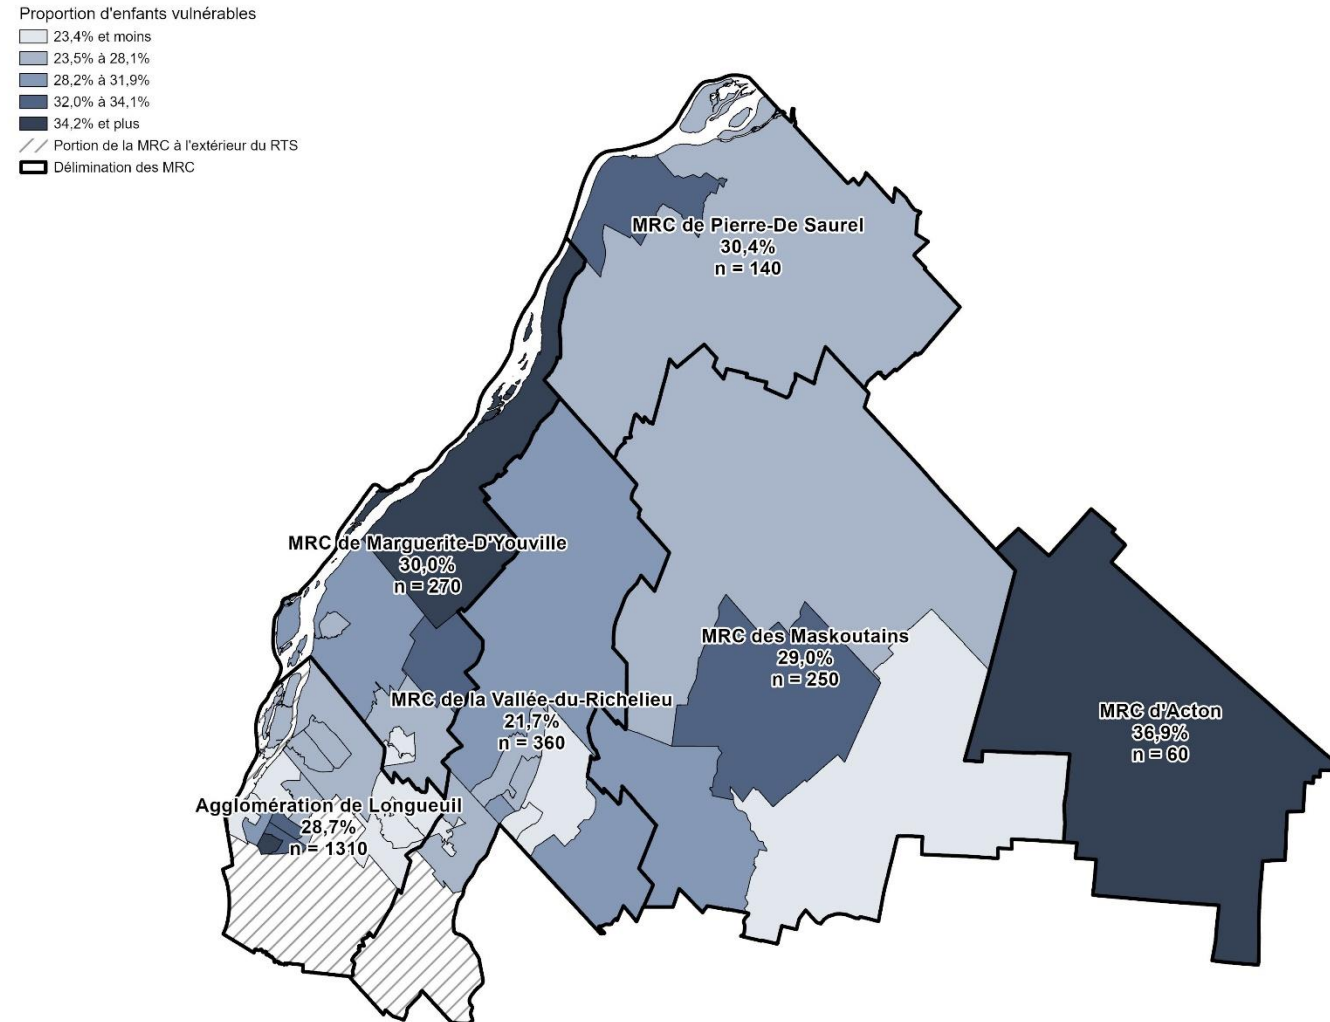 Proportion d'enfants vulnérables
23,4% et moins
23,5% à 28,1%
28,2% à 31,9%
32,0% à 34,1%
34,2% et plus
Portion de la MRC à l'extérieur du RTS
Délimination des MRC
MRC de Pierre-De Saurel
30,4%
n = 140
MRC de Marguerite-D'Youville
30,0%
n = 270
MRC des Maskoutains
29,0%
n = 250
MRC de la Vallée-du-Richelieu
21,7%
n = 360
MRC d'Acton
36,9%
n = 60
Agglomération de Longueuil
28,7%
n = 1310